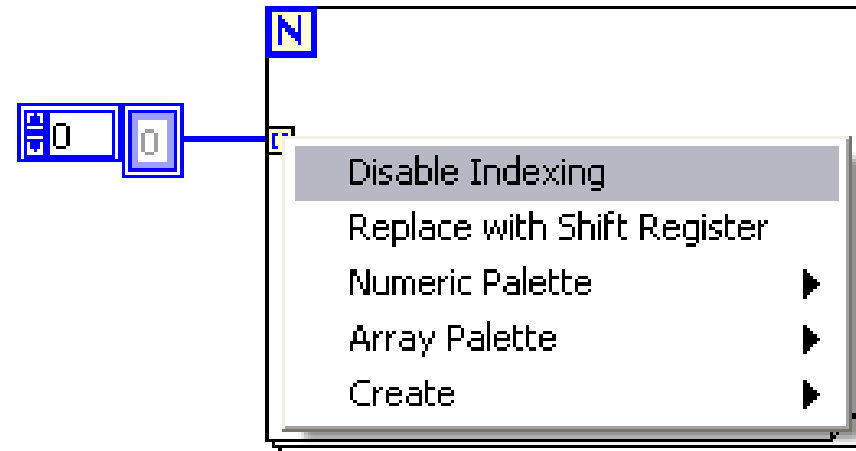 N
0 0
Disable Indexing
Replace with Shift Register
Numeric Palette
Array Palette
Create